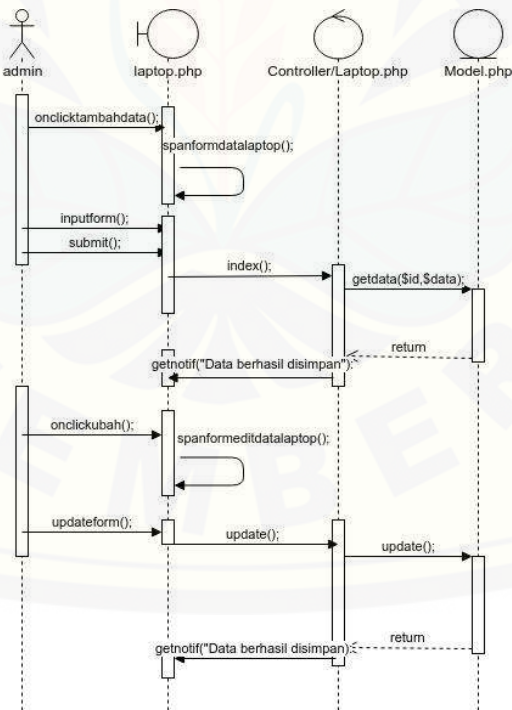 admin
laptop.php
Controller/Laptop.php
Model.php
onclicktambahdata();
spanformdatalaptop();
inputform();
submit();
index();
getdata($id,$data);
return
getnotif("Data berhasil disimpan");
onclickubah();
spanformeditdatalaptop();
updateform();
update();
update();
return
getnotif("Data berhasil disimpan);